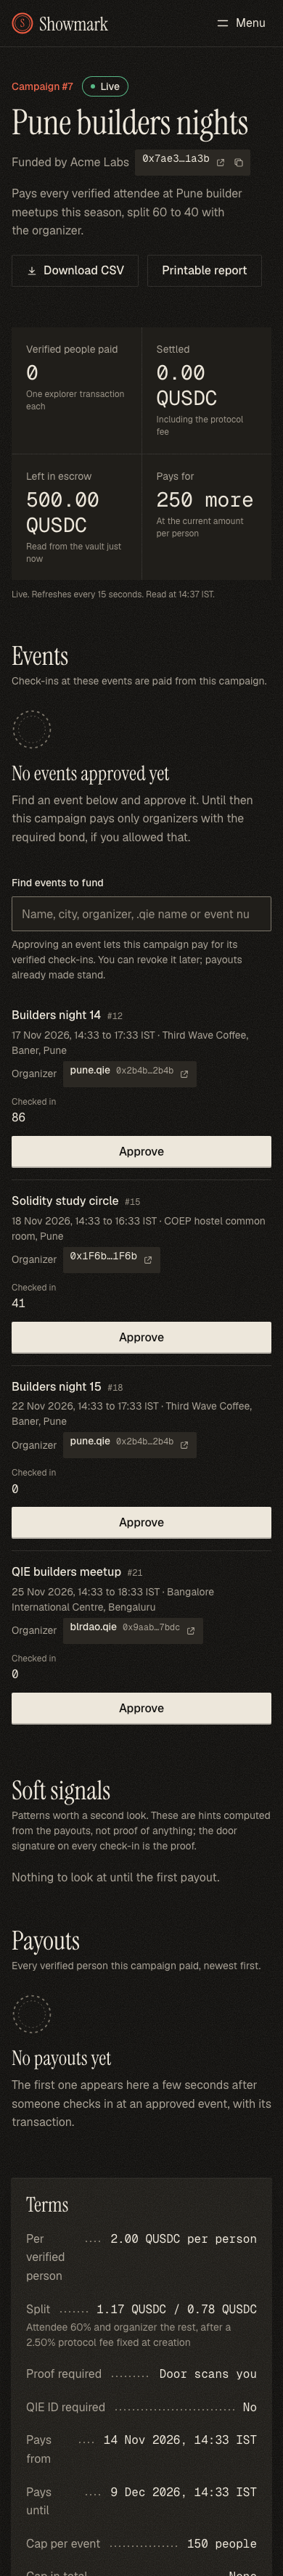 Showmark
Menu
Campaign #7
Live
Pune builders nights
Funded by Acme Labs
0x7ae3…1a3b
Pays every verified attendee at Pune builder
meetups this season, split 60 to 40 with
the organizer.
Download CSV
Printable report
Verified people paid
0
One explorer transaction
each
Settled
0.00
QUSDC
Including the protocol
fee
Left in escrow
500.00
QUSDC
Read from the vault just
now
Pays for
250 more
At the current amount
per person
Live. Refreshes every 15 seconds. Read at 14:37 IST.
Events
Check-ins at these events are paid from this campaign.
No events approved yet
Find an event below and approve it. Until then
this campaign pays only organizers with the
required bond, if you allowed that.
Find events to fund
Name, city, organizer, .qie name or event nu
Approving an event lets this campaign pay for its
verified check-ins. You can revoke it later; payouts
already made stand.
Builders night 14 #12
17 Nov 2026, 14:33 to 17:33 IST · Third Wave Coffee,
Baner, Pune
Organizer pune.qie 0x2b4b…2b4b
Checked in
86
Approve
Solidity study circle #15
18 Nov 2026, 14:33 to 16:33 IST · COEP hostel common
room, Pune
Organizer 0x1F6b…1F6b
Checked in
41
Approve
Builders night 15 #18
22 Nov 2026, 14:33 to 17:33 IST · Third Wave Coffee,
Baner, Pune
Organizer pune.qie 0x2b4b…2b4b
Checked in
0
Approve
QIE builders meetup #21
25 Nov 2026, 14:33 to 18:33 IST · Bangalore
International Centre, Bengaluru
Organizer blrdao.qie 0x9aab…7bdc
Checked in
0
Approve
Soft signals
Patterns worth a second look. These are hints computed
from the payouts, not proof of anything; the door
signature on every check-in is the proof.
Nothing to look at until the first payout.
Payouts
Every verified person this campaign paid, newest first.
No payouts yet
The first one appears here a few seconds after
someone checks in at an approved event, with its
transaction.
Terms
Per
verified
person
2.00 QUSDC per person
Split
1.17 QUSDC / 0.78 QUSDC
Attendee 60% and organizer the rest, after a
2.50% protocol fee fixed at creation
Proof required
Door scans you
QIE ID required
No
Pays
from
14 Nov 2026, 14:33 IST
Pays
until
9 Dec 2026, 14:33 IST
Cap per event
150 people
Cap in total
None